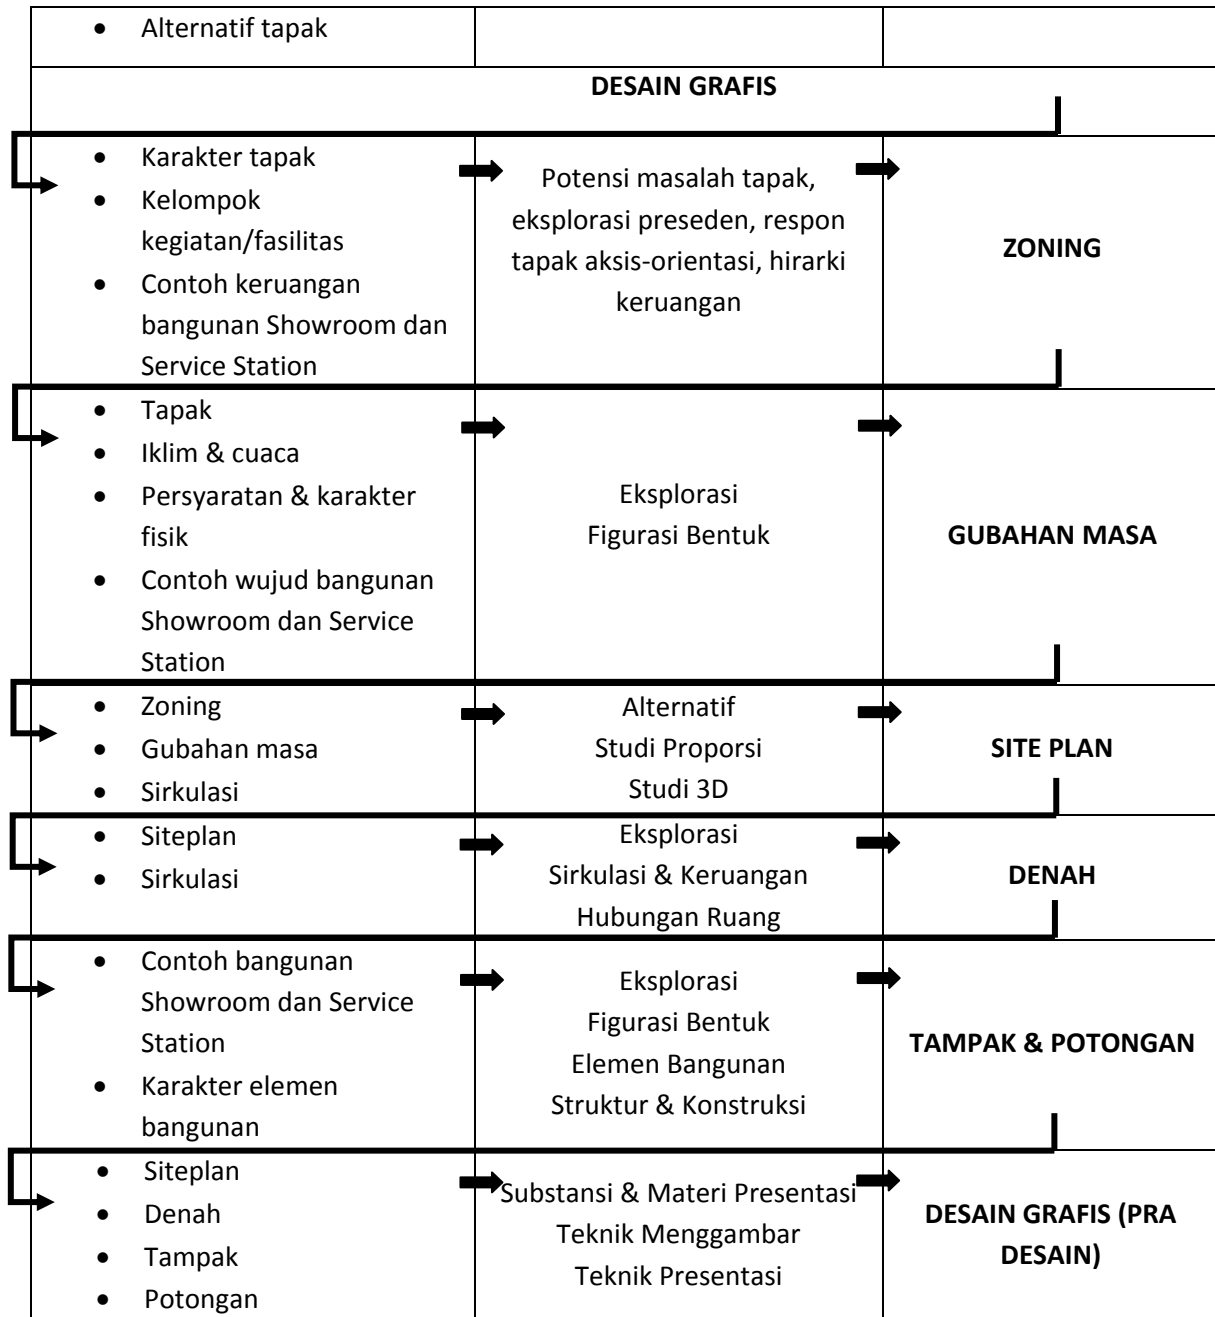 • Alternatif tapak
DESAIN GRAFIS
• Karakter tapak
• Kelompok
kegiatan/fasilitas
• Contoh keruangan
bangunan Showroom dan
Service Station
Potensi masalah tapak,
eksplorasi preseden, respon
tapak aksis-orientasi, hirarki
keruangan
ZONING
• Tapak
• Iklim & cuaca
• Persyaratan & karakter
fisik
• Contoh wujud bangunan
Showroom dan Service
Station
Eksplorasi
Figurasi Bentuk
GUBAHAN MASA
• Zoning
• Gubahan masa
• Sirkulasi
Alternatif
Studi Proporsi
Studi 3D
SITE PLAN
• Siteplan
• Sirkulasi
Eksplorasi
Sirkulasi & Keruangan
Hubungan Ruang
DENAH
• Contoh bangunan
Showroom dan Service
Station
• Karakter elemen
bangunan
Eksplorasi
Figurasi Bentuk
Elemen Bangunan
Struktur & Konstruksi
TAMPAK & POTONGAN
• Siteplan
• Denah
• Tampak
• Potongan
Substansi & Materi Presentasi
Teknik Menggambar
Teknik Presentasi
DESAIN GRAFIS (PRA
DESAIN)